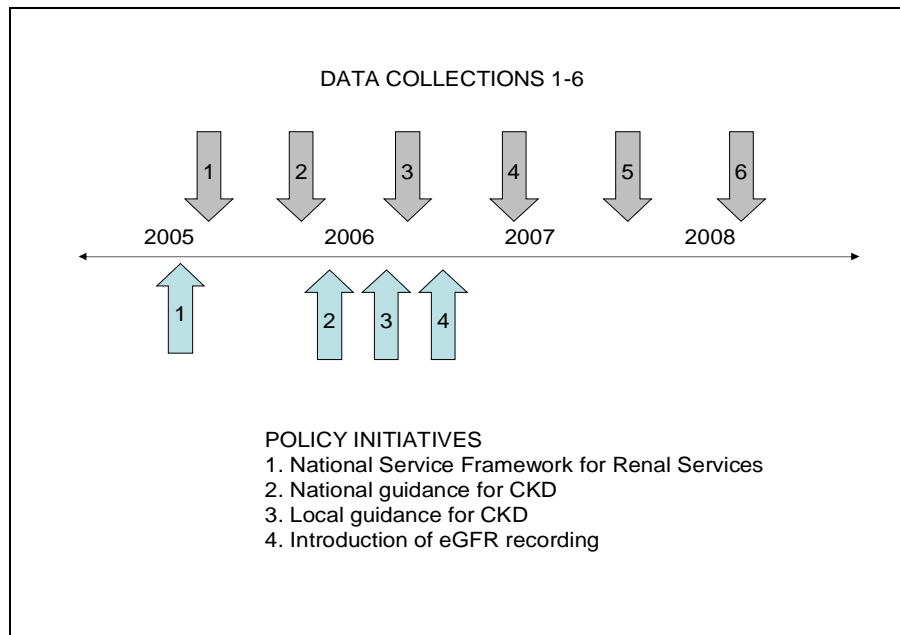 DATA COLLECTIONS 1-6
1 2 3 4 5 6
2005 2006 2007 2008
1 2 3 4
POLICY INITIATIVES
1. National Service Framework for Renal Services
2. National guidance for CKD
3. Local guidance for CKD
4. Introduction of eGFR recording